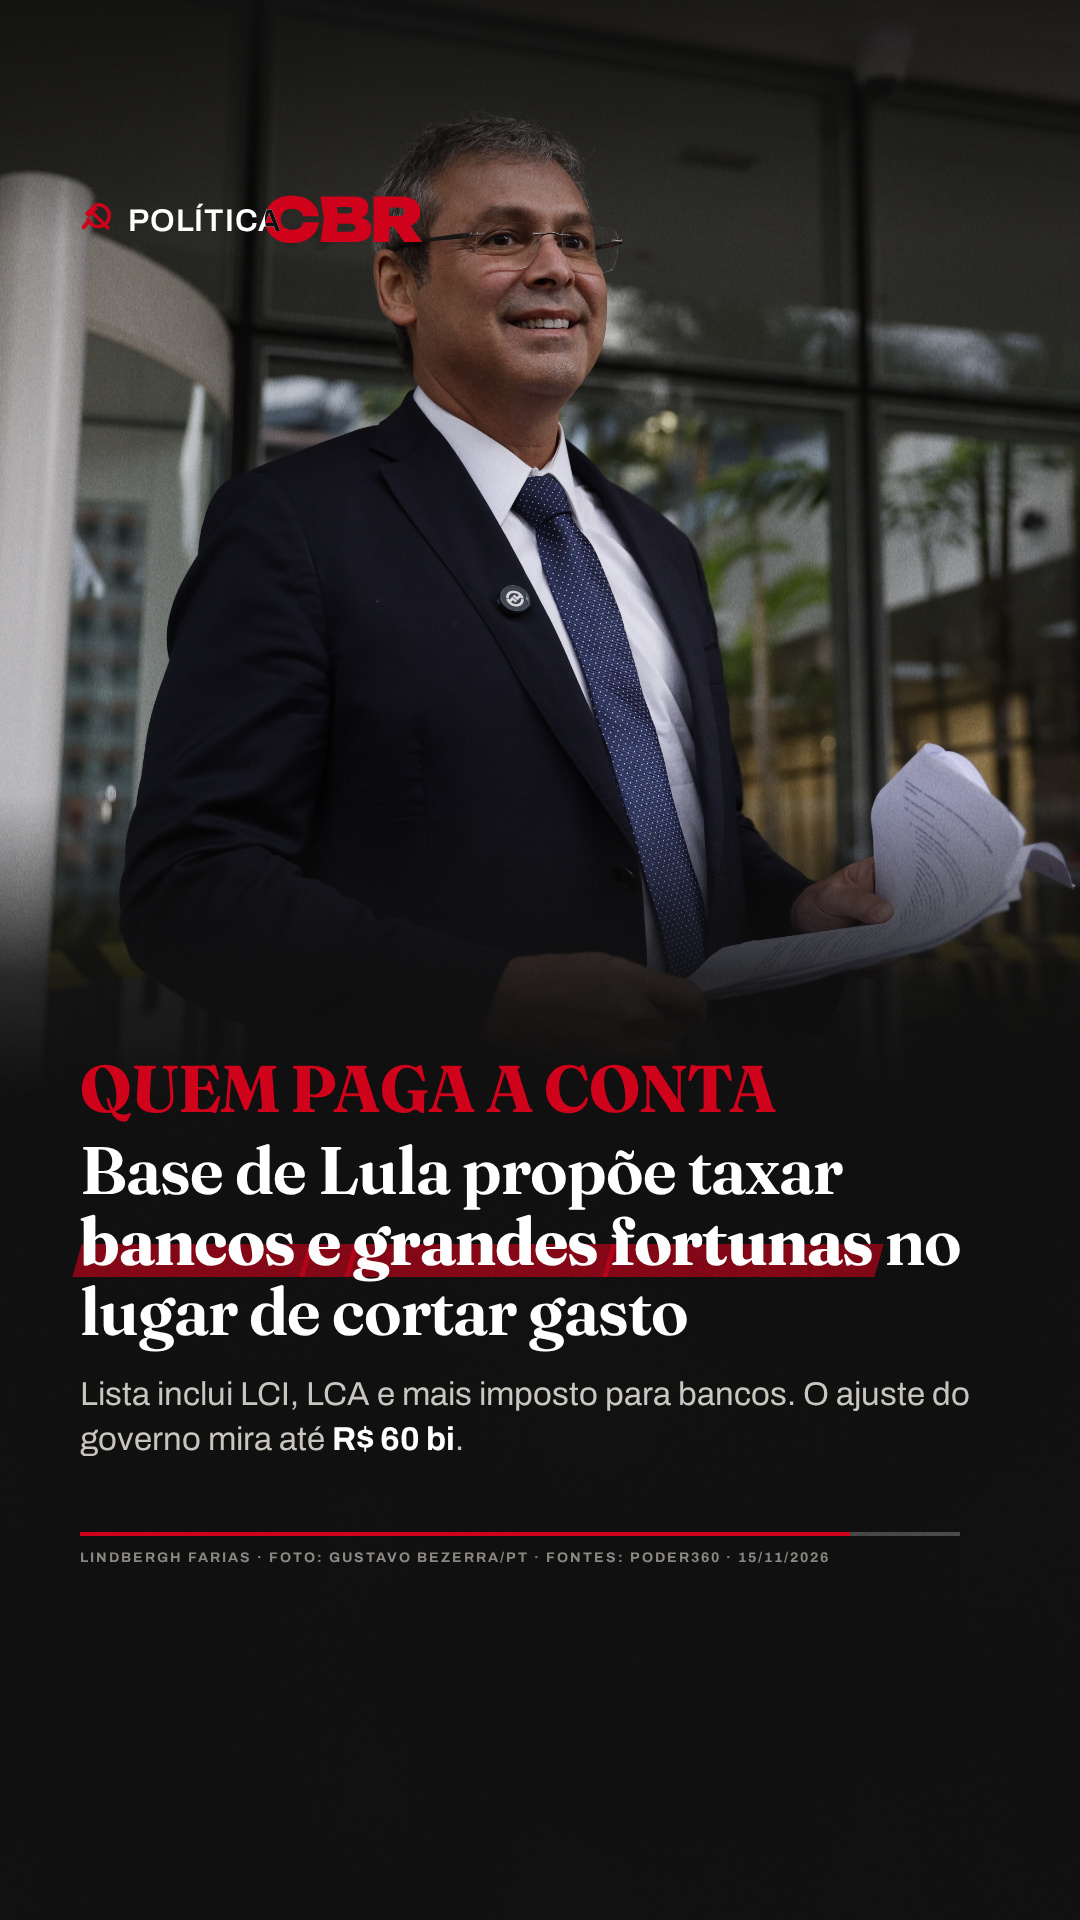 POLÍTICA CBR
QUEM PAGA A CONTA
Base de Lula propõe taxar
bancos e grandes fortunas no
lugar de cortar gasto
Lista inclui LCI, LCA e mais imposto para bancos. O ajuste do
governo mira até R$ 60 bi.
LINDBERGH FARIAS · FOTO: GUSTAVO BEZERRA/PT · FONTES: PODER360 · 15/11/2026